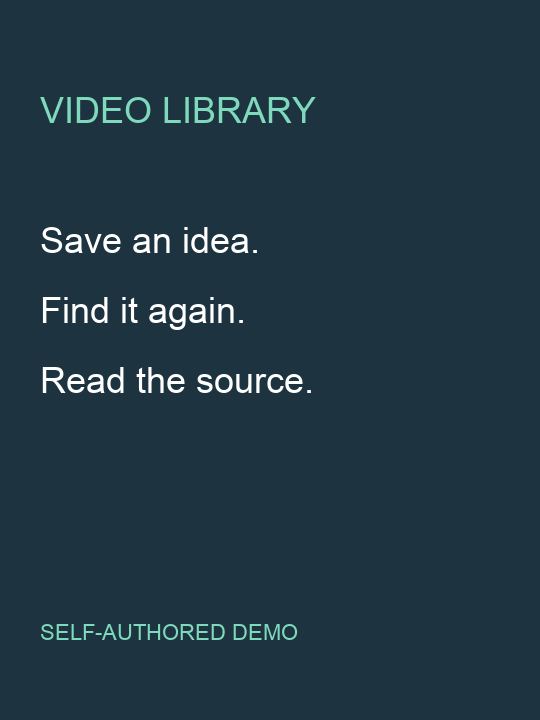 VIDEO LIBRARY
Save an idea.
Find it again.
Read the source.
SELF-AUTHORED DEMO